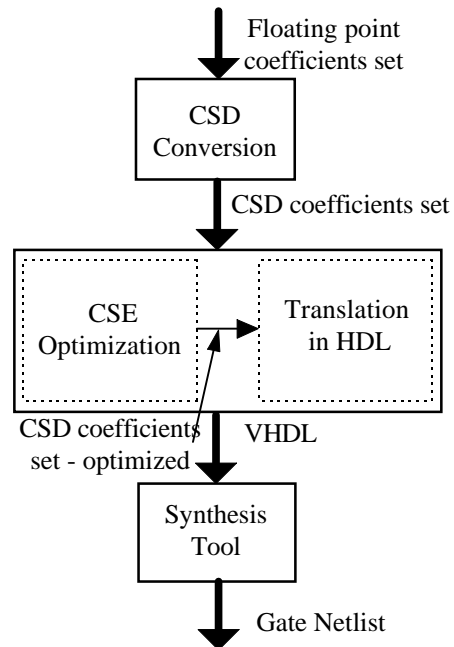 Floating point
coefficients set
CSD
Conversion
CSD coefficients set
CSE
Optimization
Translation
in HDL
CSD coefficients
set - optimized
VHDL
Synthesis
Tool
Gate Netlist